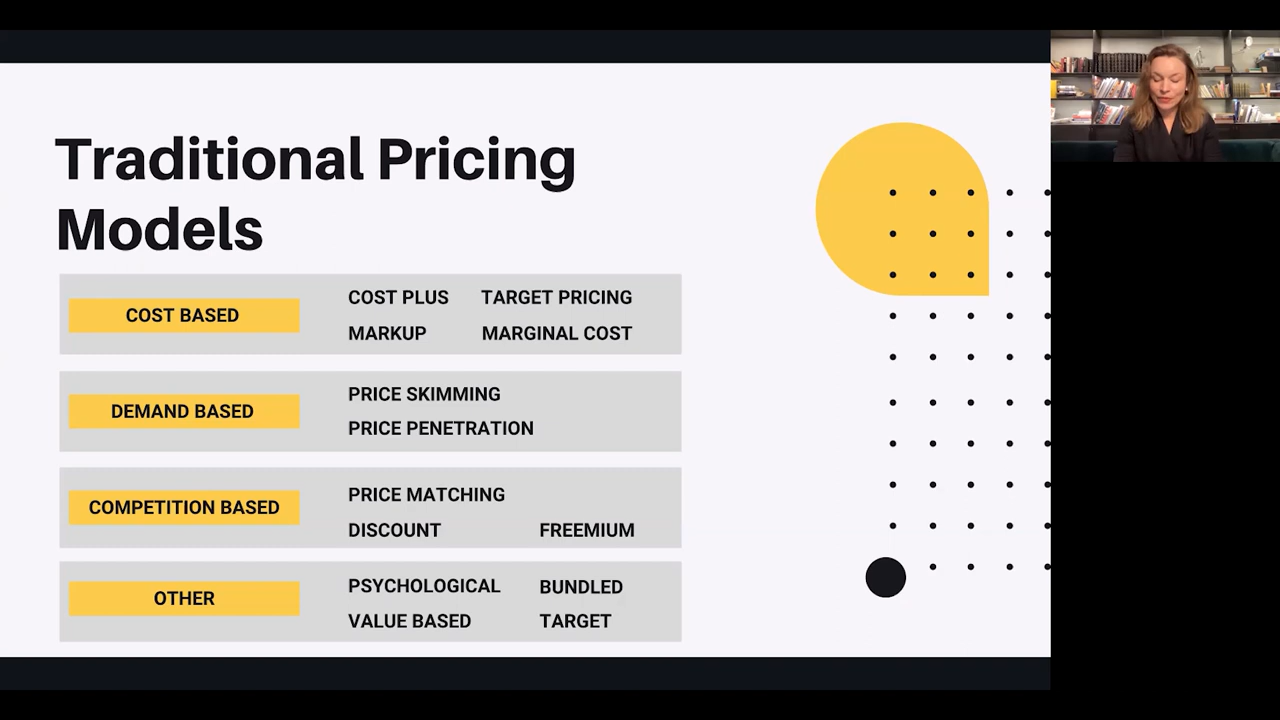 Traditional Pricing
Models
COST BASED
COST PLUS TARGET PRICING
MARKUP MARGINAL COST
DEMAND BASED
PRICE SKIMMING
PRICE PENETRATION
COMPETITION BASED
PRICE MATCHING
DISCOUNT FREEMIUM
OTHER
PSYCHOLOGICAL BUNDLED
VALUE BASED TARGET